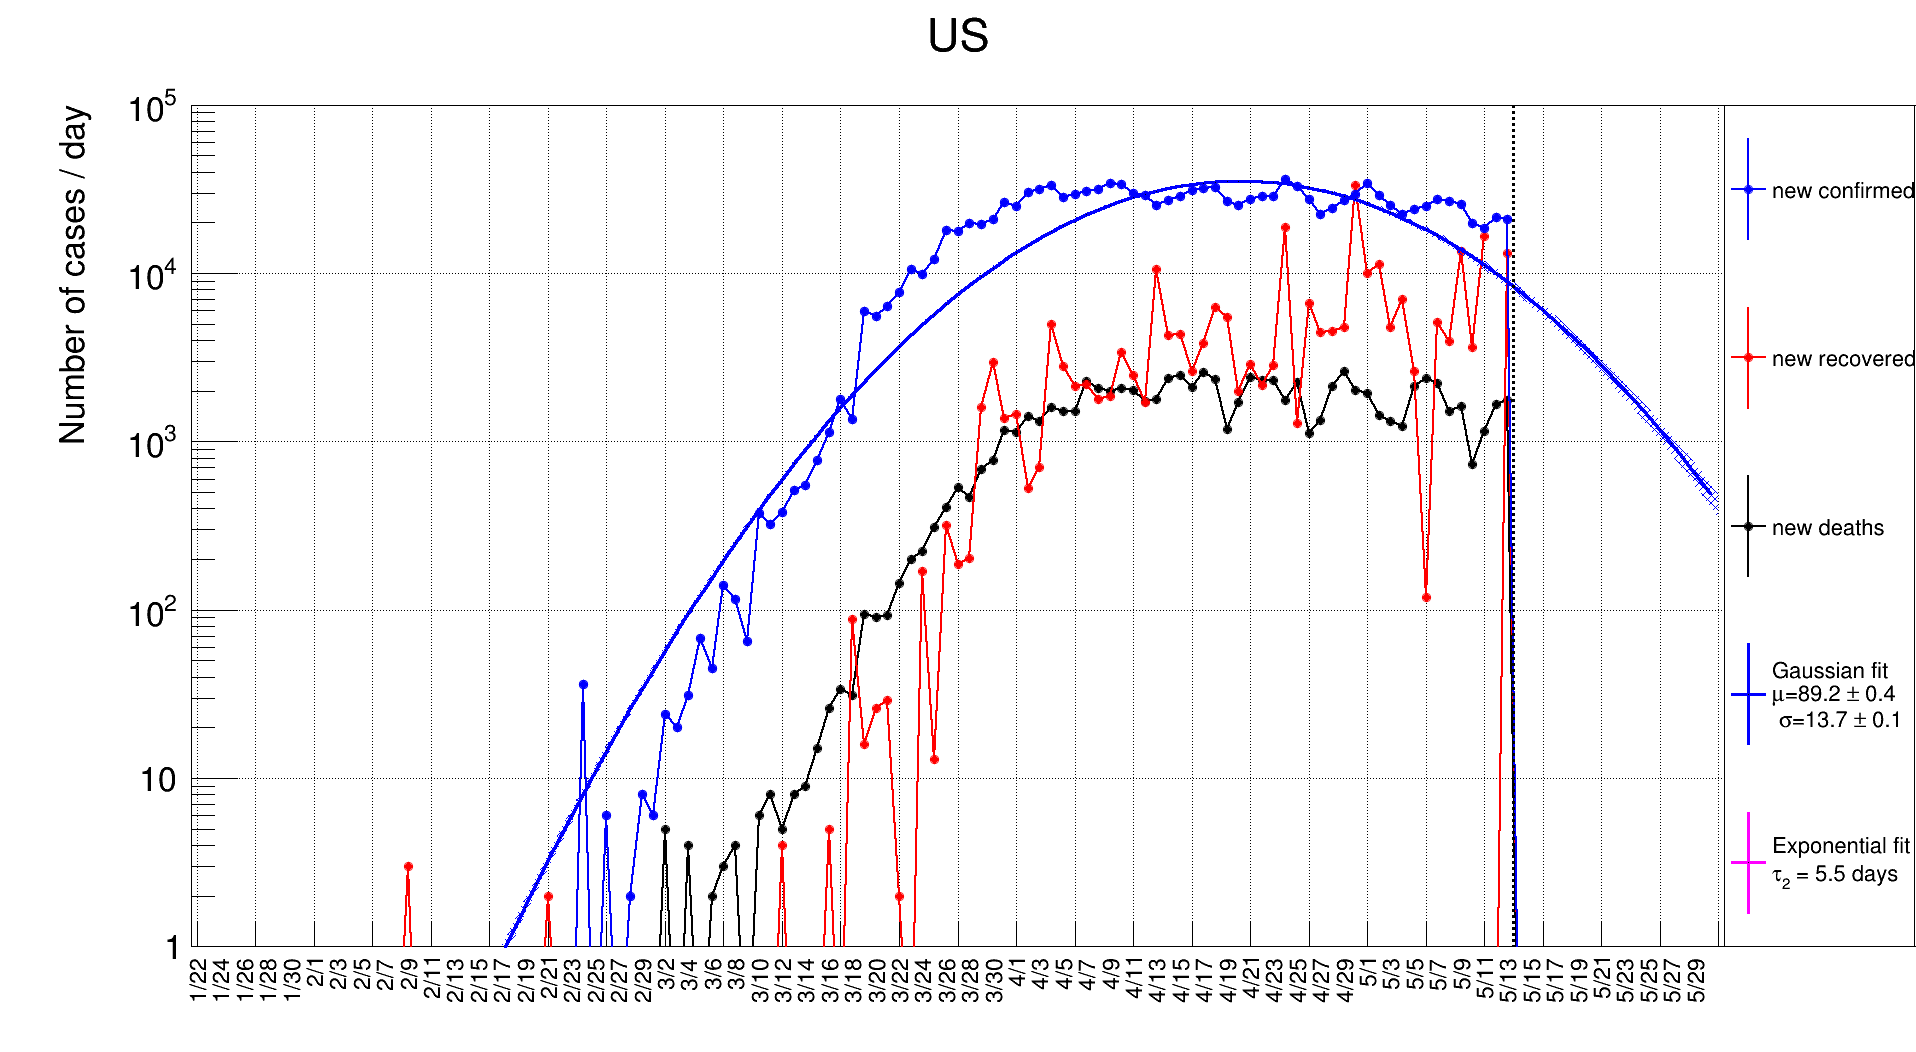 US
Number of cases / day
10^5
10^4
10^3
10^2
10
1
1/22 1/24 1/26 1/28 1/30 2/1 2/3 2/5 2/7 2/9 2/11 2/13 2/15 2/17 2/19 2/21 2/23 2/25 2/27 2/29 3/2 3/4 3/6 3/8 3/10 3/12 3/14 3/16 3/18 3/20 3/22 3/24 3/26 3/28 3/30 4/1 4/3 4/5 4/7 4/9 4/11 4/13 4/15 4/17 4/19 4/21 4/23 4/25 4/27 4/29 5/1 5/3 5/5 5/7 5/9 5/11 5/13 5/15 5/17 5/19 5/21 5/23 5/25 5/27 5/29
new confirmed
new recovered
new deaths
Gaussian fit
μ=89.2 ± 0.4
σ=13.7 ± 0.1
Exponential fit
τ₂ = 5.5 days